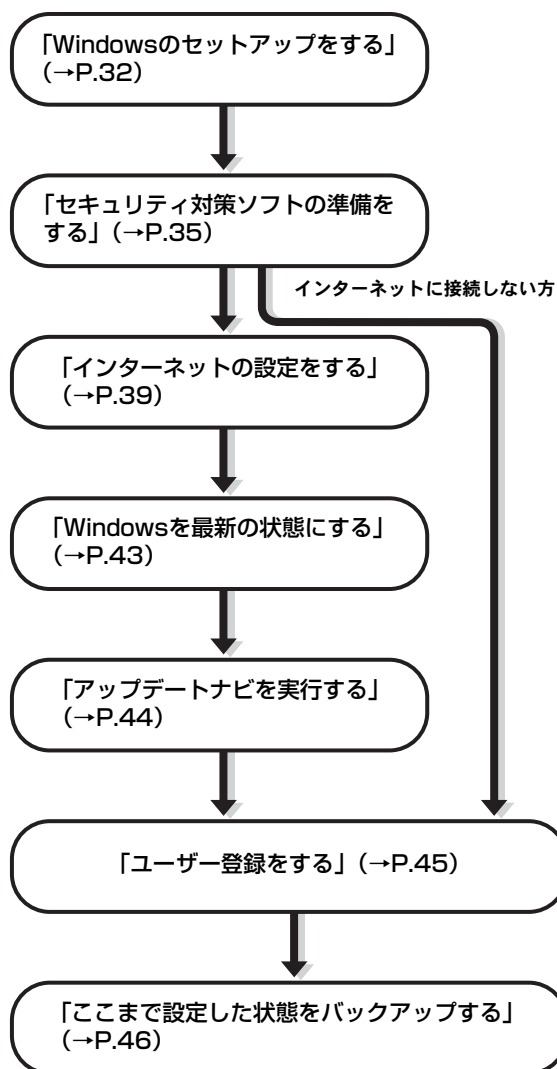 「Windowsのセットアップをする」
（→P.32）
「セキュリティ対策ソフトの準備を
する」（→P.35）
インターネットに接続しない方
「インターネットの設定をする」
（→P.39）
「Windowsを最新の状態にする」
（→P.43）
「アップデートナビを実行する」
（→P.44）
「ユーザー登録をする」（→P.45）
「ここまで設定した状態をバックアップする」
（→P.46）